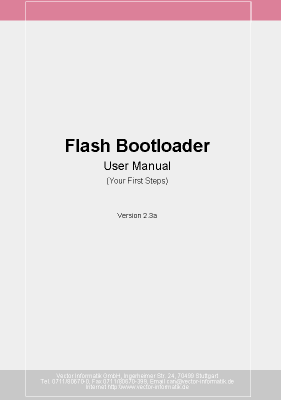 Flash Bootloader
User Manual
(Your First Steps)
Version 2.3a
Vector Informatik GmbH, Ingersheimer Str. 24, 70499 Stuttgart
Tel. 0711/80670-0, Fax 0711/80670-399, Email can@vector-informatik.de
Internet http://www.vector-informatik.de